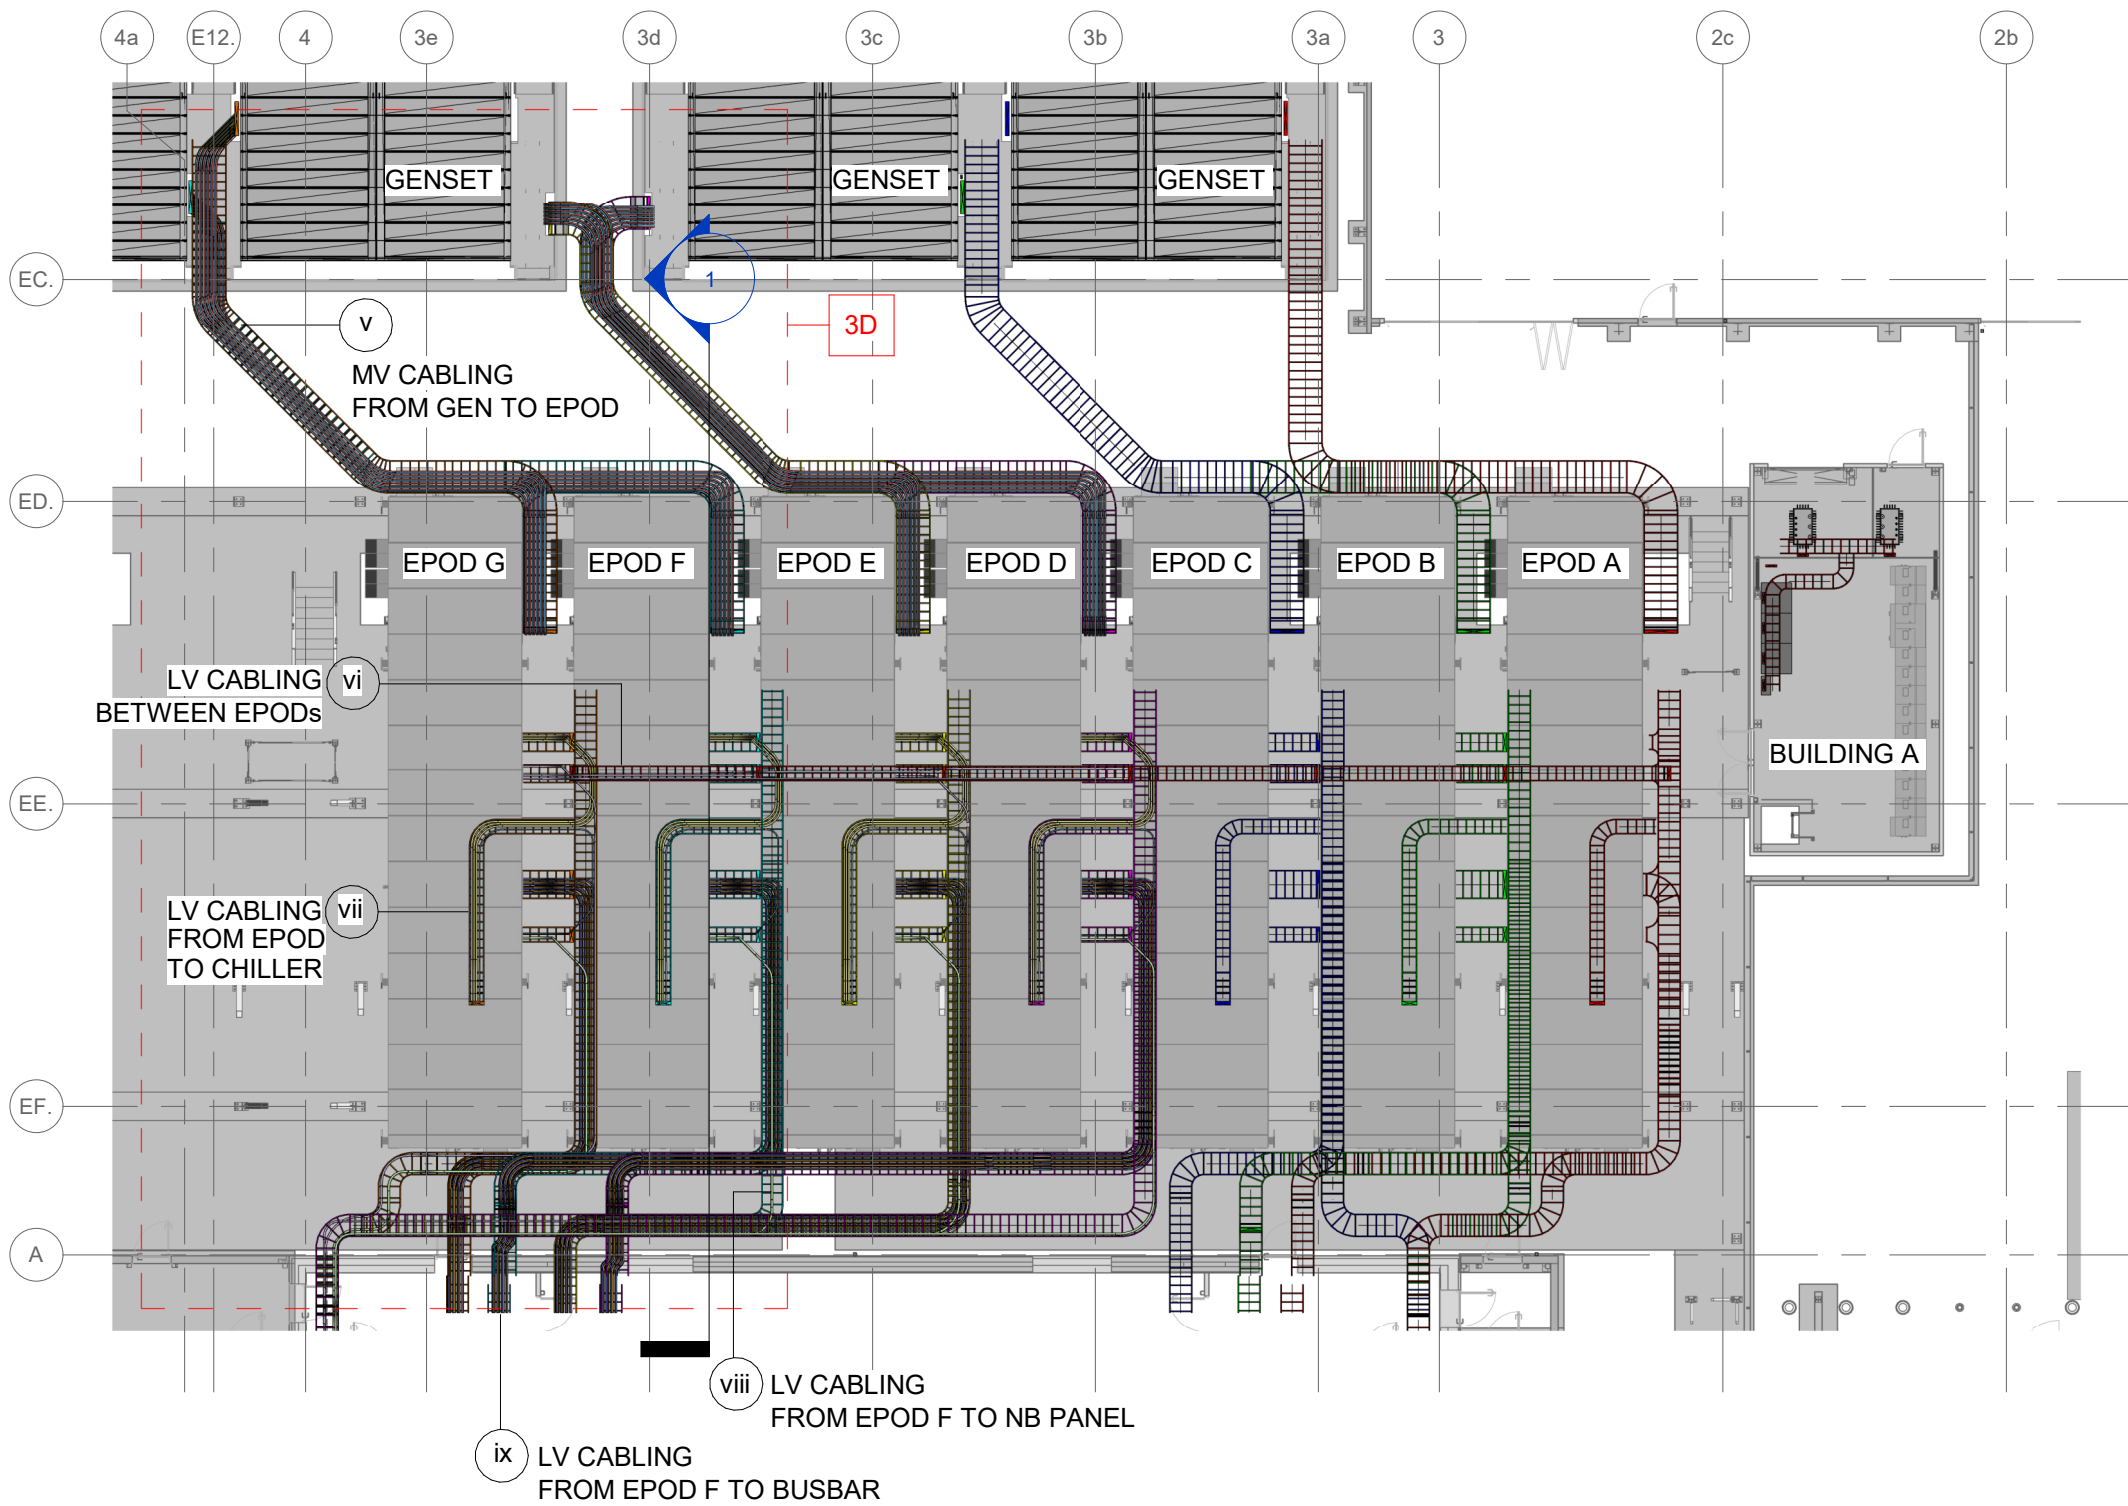 4a
E12.
4
3e
3d
3c
3b
3a
3
2c
2b
GENSET
GENSET
GENSET
EC.
1
v
3D
MV CABLING
FROM GEN TO EPOD
ED.
EPOD G
EPOD F
EPOD E
EPOD D
EPOD C
EPOD B
EPOD A
LV CABLING
BETWEEN EPODs
vi
BUILDING A
EE.
LV CABLING
FROM EPOD
TO CHILLER
vii
EF.
A
viii
LV CABLING
FROM EPOD F TO NB PANEL
ix
LV CABLING
FROM EPOD F TO BUSBAR